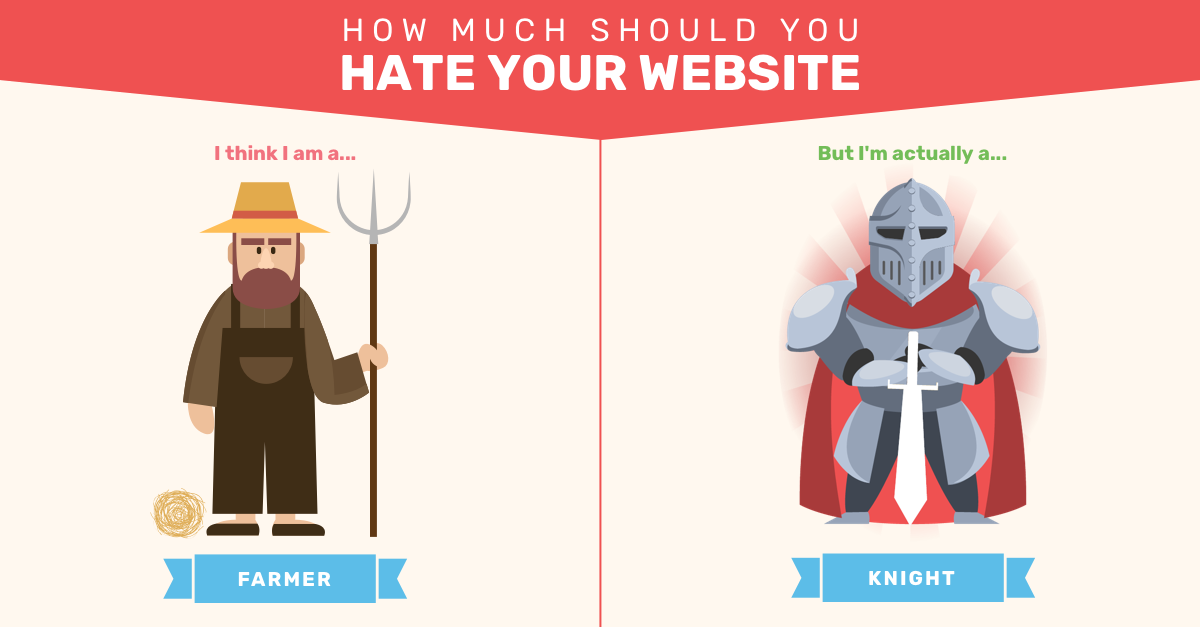 HOW MUCH SHOULD YOU
HATE YOUR WEBSITE
I think I am a...
But I'm actually a...
FARMER
KNIGHT